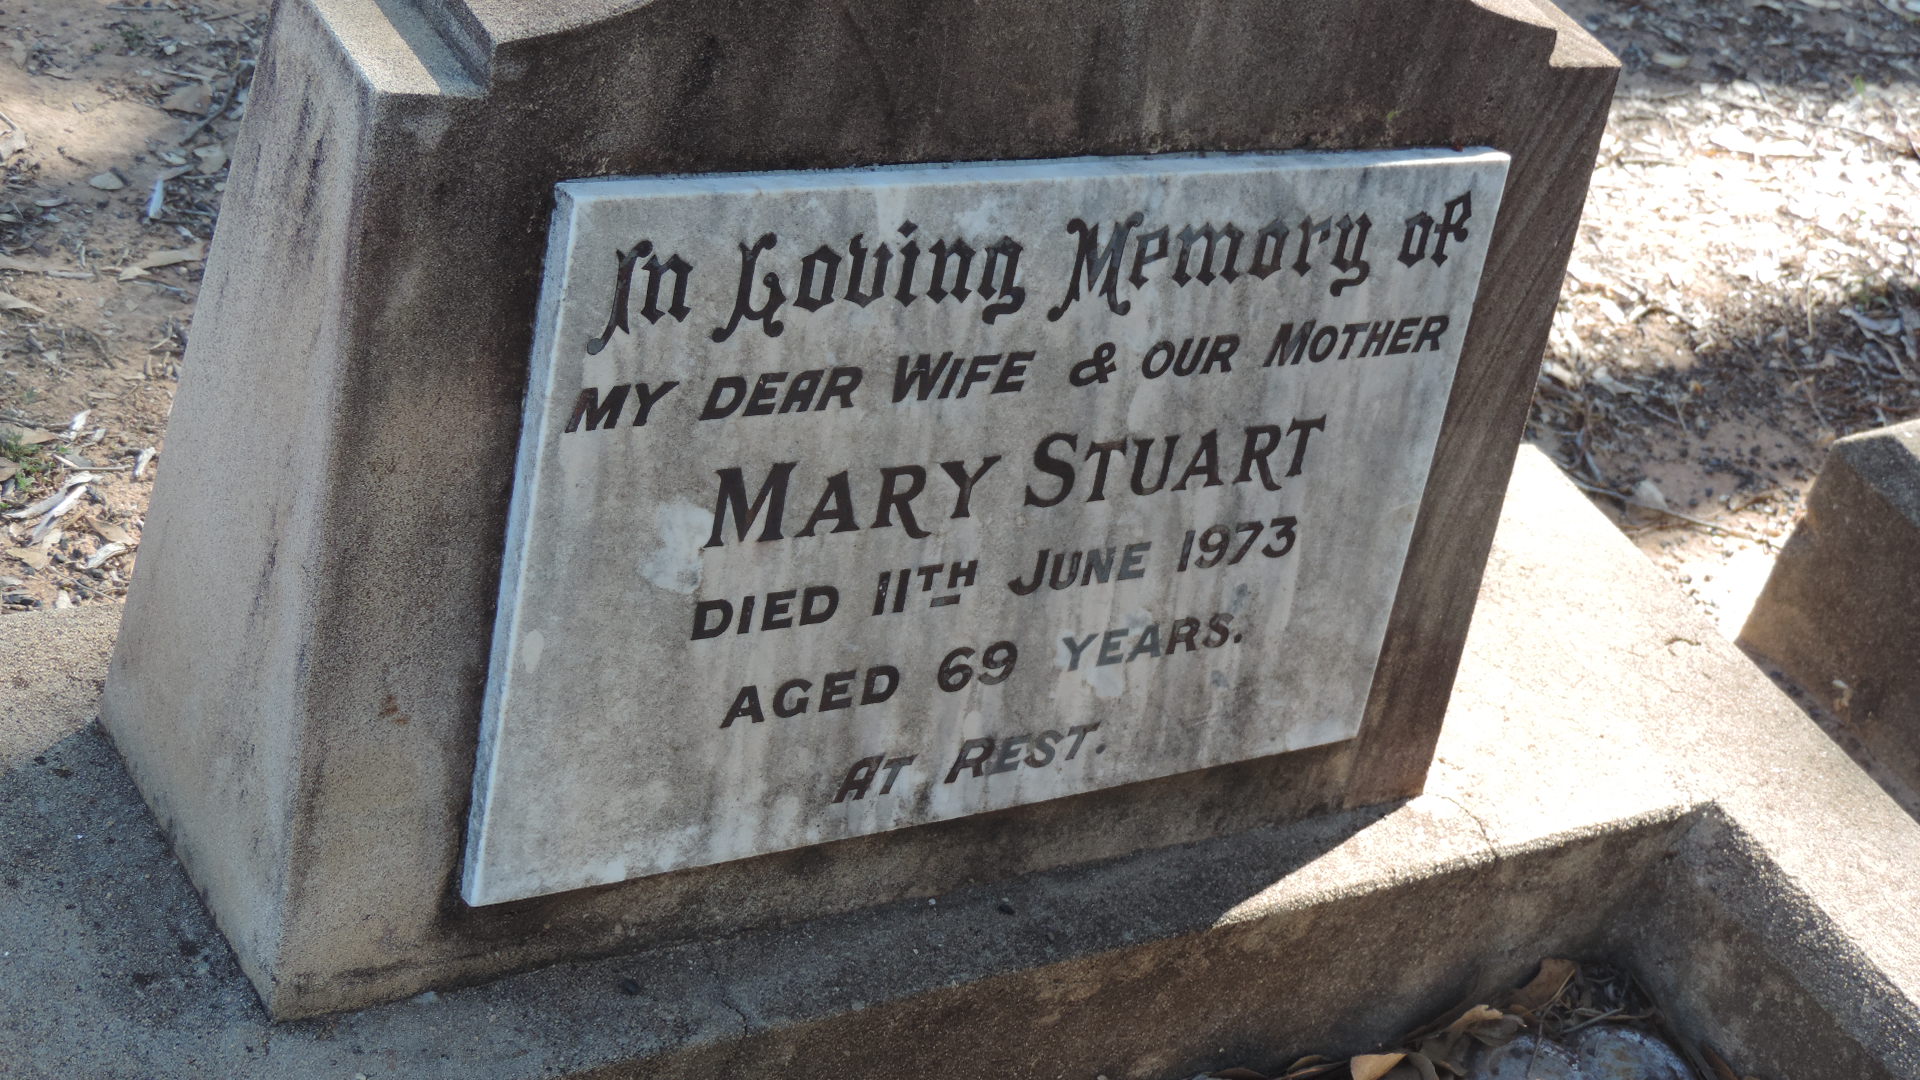 In Loving Memory of
MY DEAR WIFE & OUR MOTHER
MARY STUART
DIED 11TH JUNE 1973
AGED 69 YEARS.
AT REST.